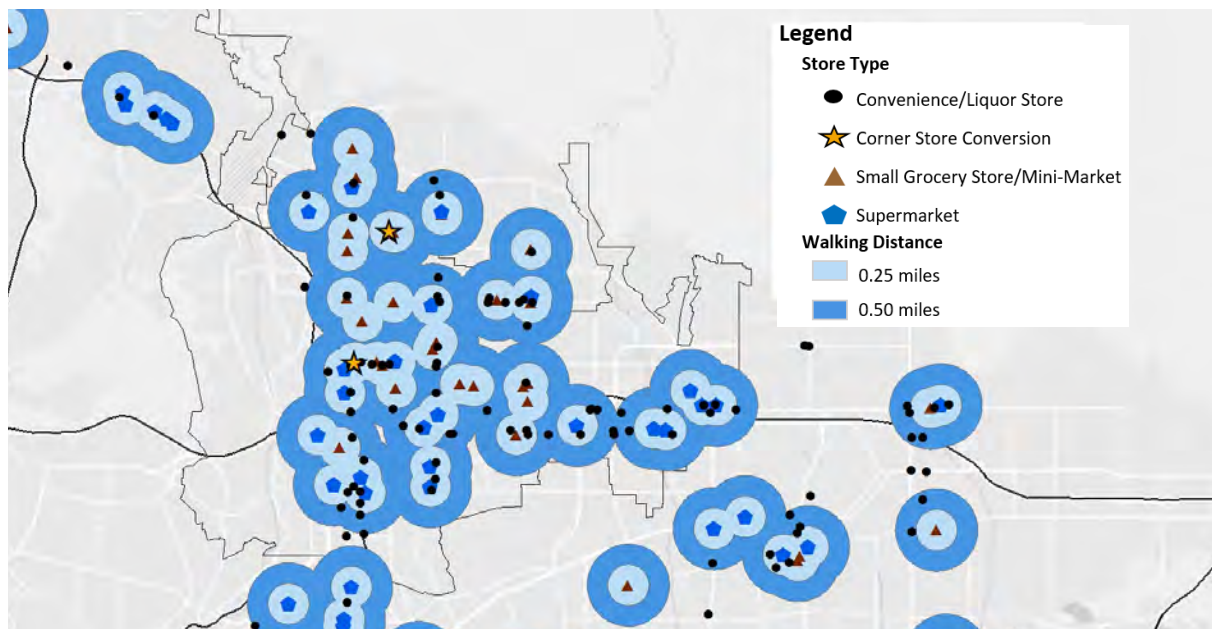 Legend
Store Type
Convenience/Liquor Store
Corner Store Conversion
Small Grocery Store/Mini-Market
Supermarket
Walking Distance
0.25 miles
0.50 miles